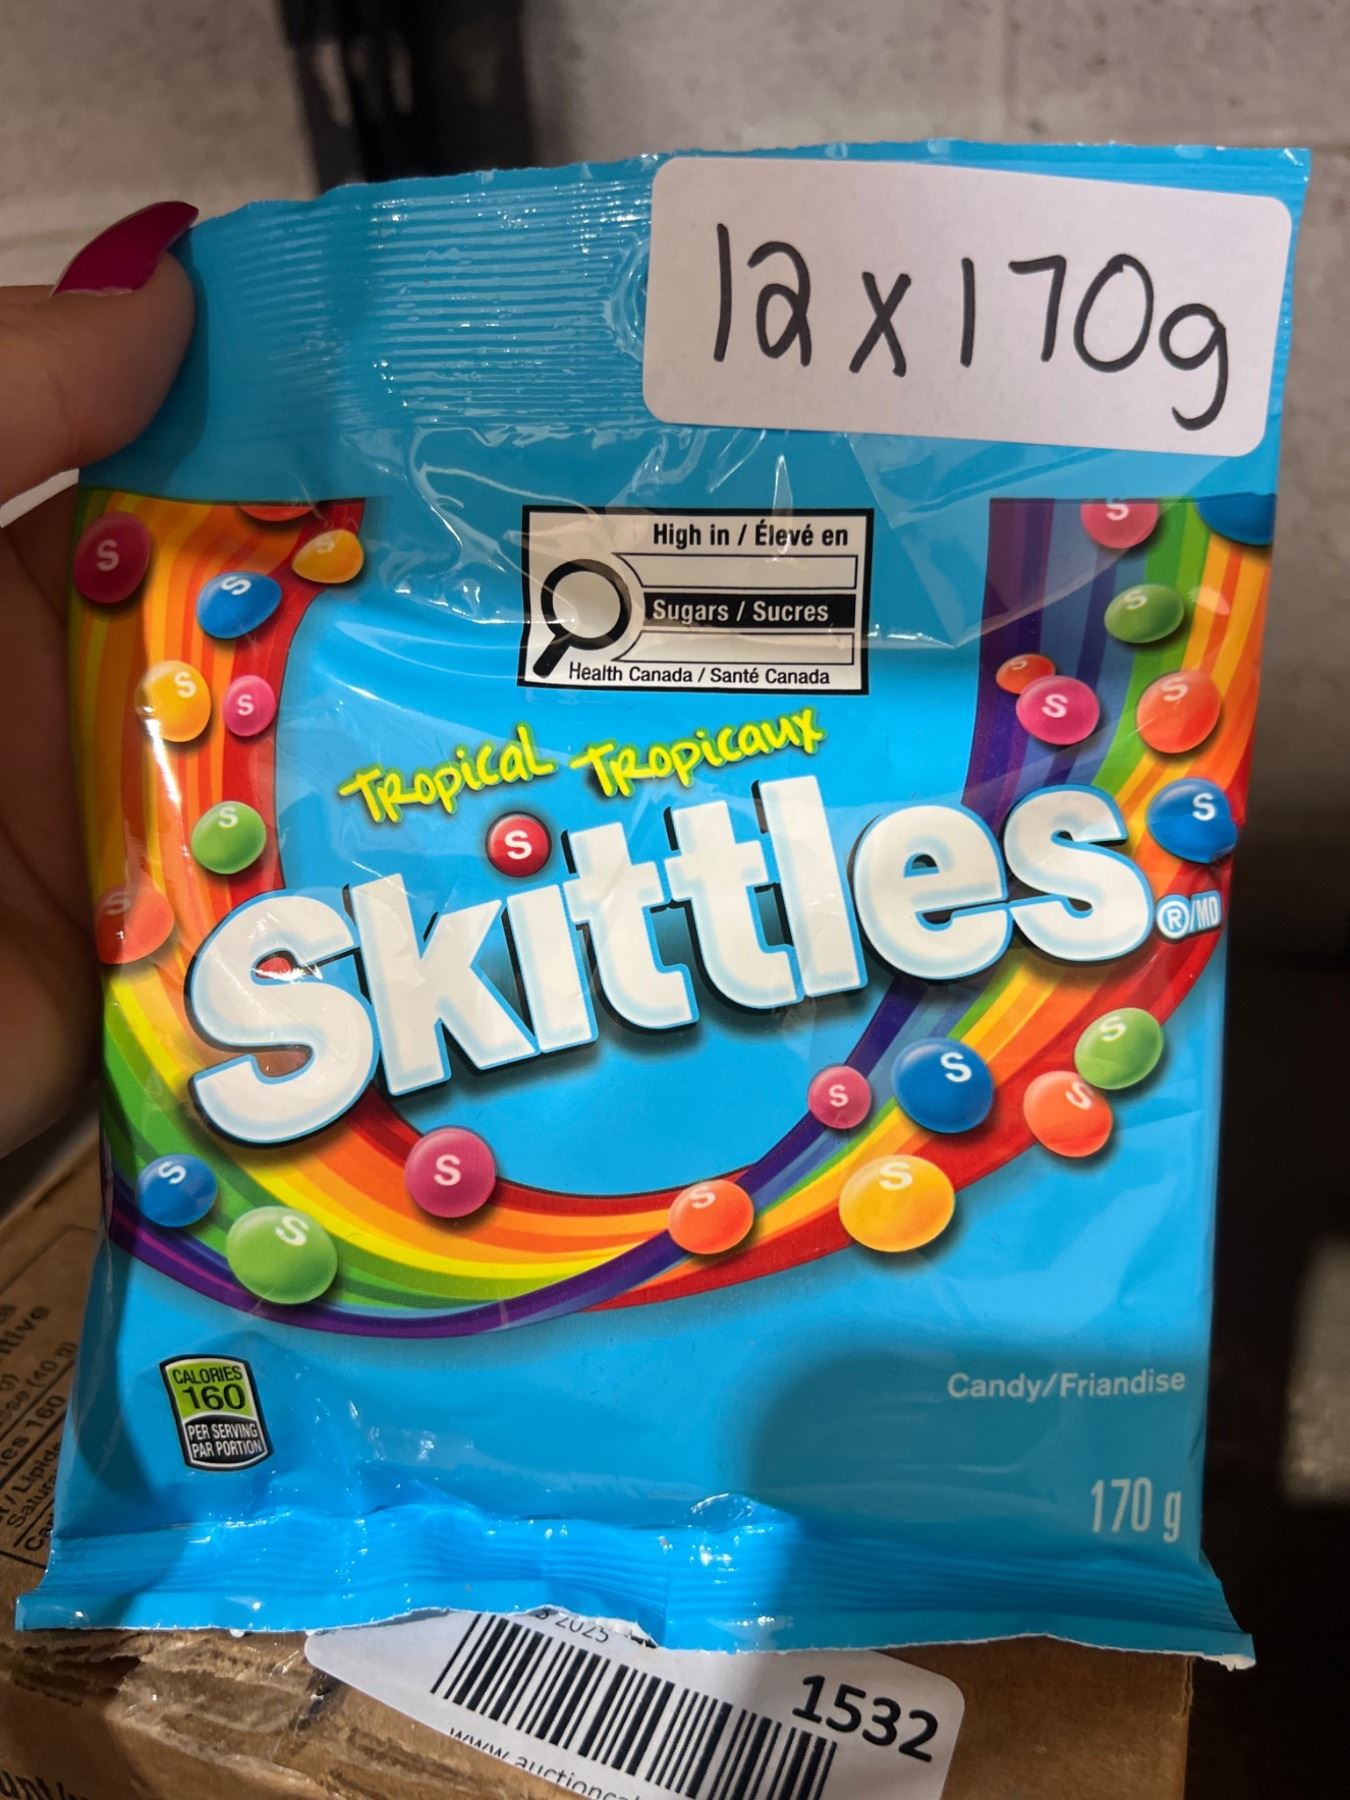 12 x 170g
High in / Élevé en
Sugars / Sucres
Health Canada / Santé Canada
Tropical Tropicaux
Skittles ®/MD
CALORIES
160
PER SERVING
PAR PORTION
Candy/Friandise
170 g
2025
1532